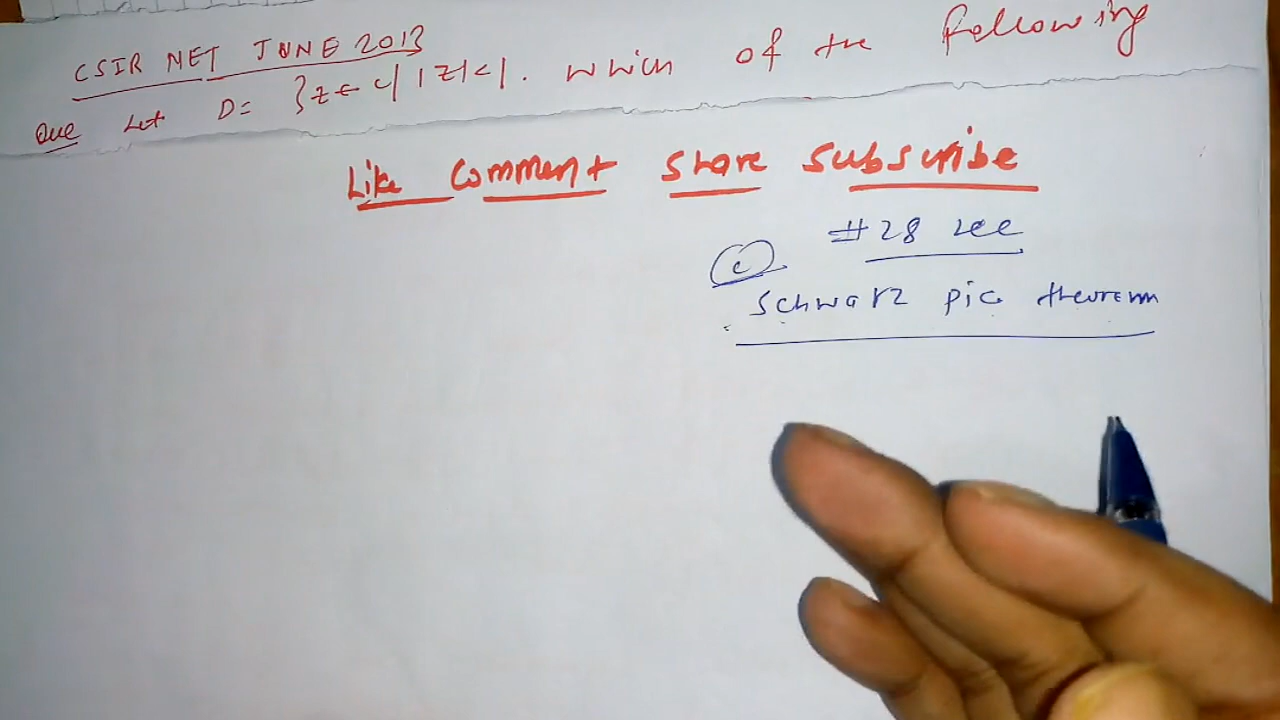 CSIR NET JUNE 2013
Que Let D= }z ∈ ℂ| |z|<1. which of the following
Like Comment Share Subscribe
#28 Lec
(c)
Schwarz pic theorem